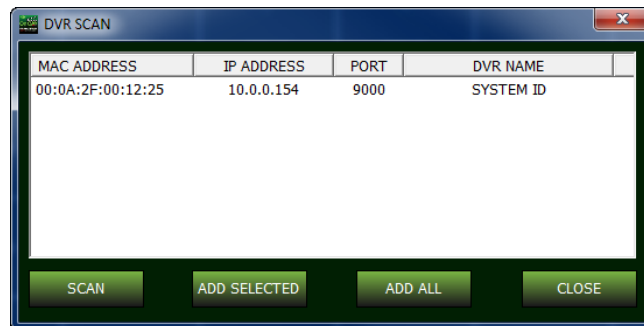 DVR SCAN
MAC ADDRESS IP ADDRESS PORT DVR NAME
00:0A:2F:00:12:25 10.0.0.154 9000 SYSTEM ID
SCAN ADD SELECTED ADD ALL CLOSE